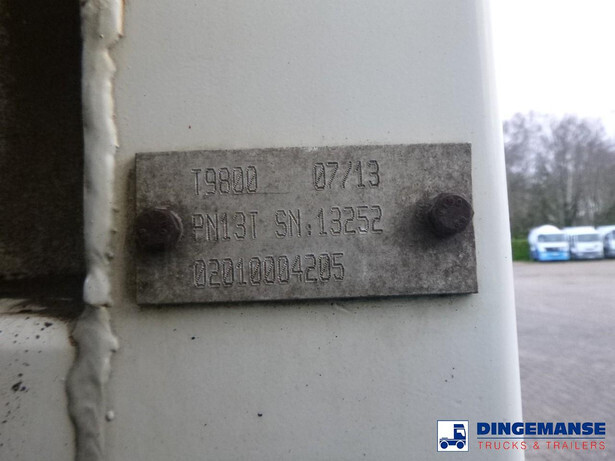 T9800 07/13
PN13T SN:13252
02010004205
DINGEMANSE
TRUCKS & TRAILERS